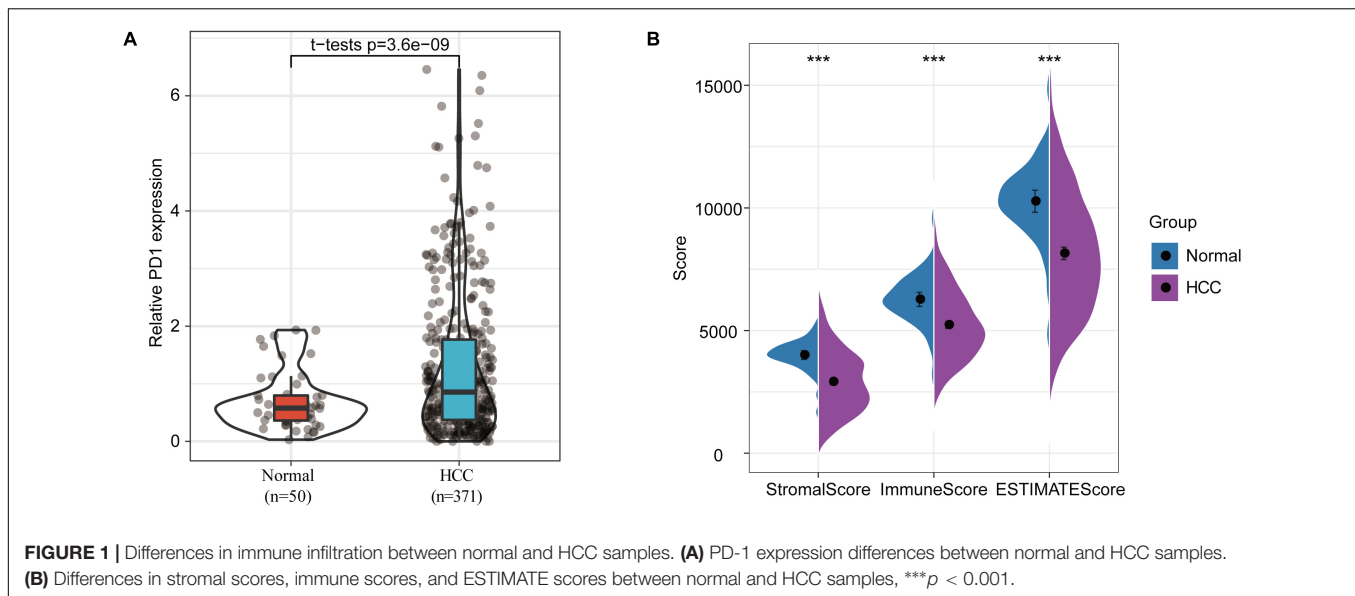 A
t-tests p=3.6e-09
Relative PD1 expression
6
4
2
0
Normal
(n=50)
HCC
(n=371)
B
Score
15000
10000
5000
0
***
***
***
StromalScore
ImmuneScore
ESTIMATEScore
Group
Normal
HCC
FIGURE 1 | Differences in immune infiltration between normal and HCC samples. (A) PD-1 expression differences between normal and HCC samples.
(B) Differences in stromal scores, immune scores, and ESTIMATE scores between normal and HCC samples, ***p < 0.001.